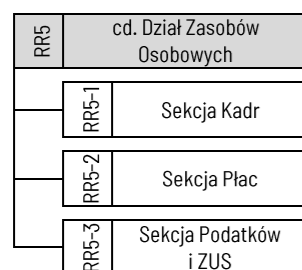 RR5
cd. Dział Zasobów
Osobowych
RR5-1
Sekcja Kadr
RR5-2
Sekcja Płac
RR5-3
Sekcja Podatków
i ZUS